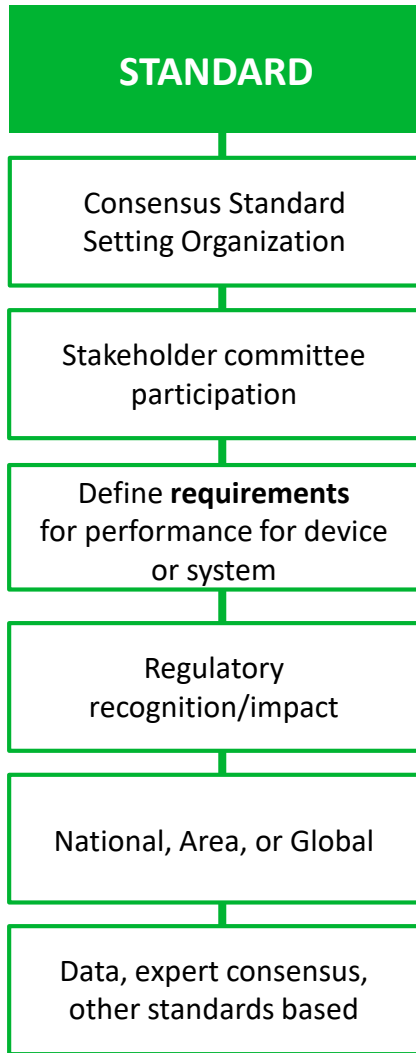 STANDARD
Consensus Standard
Setting Organization
Stakeholder committee
participation
Define requirements
for performance for device
or system
Regulatory
recognition/impact
National, Area, or Global
Data, expert consensus,
other standards based